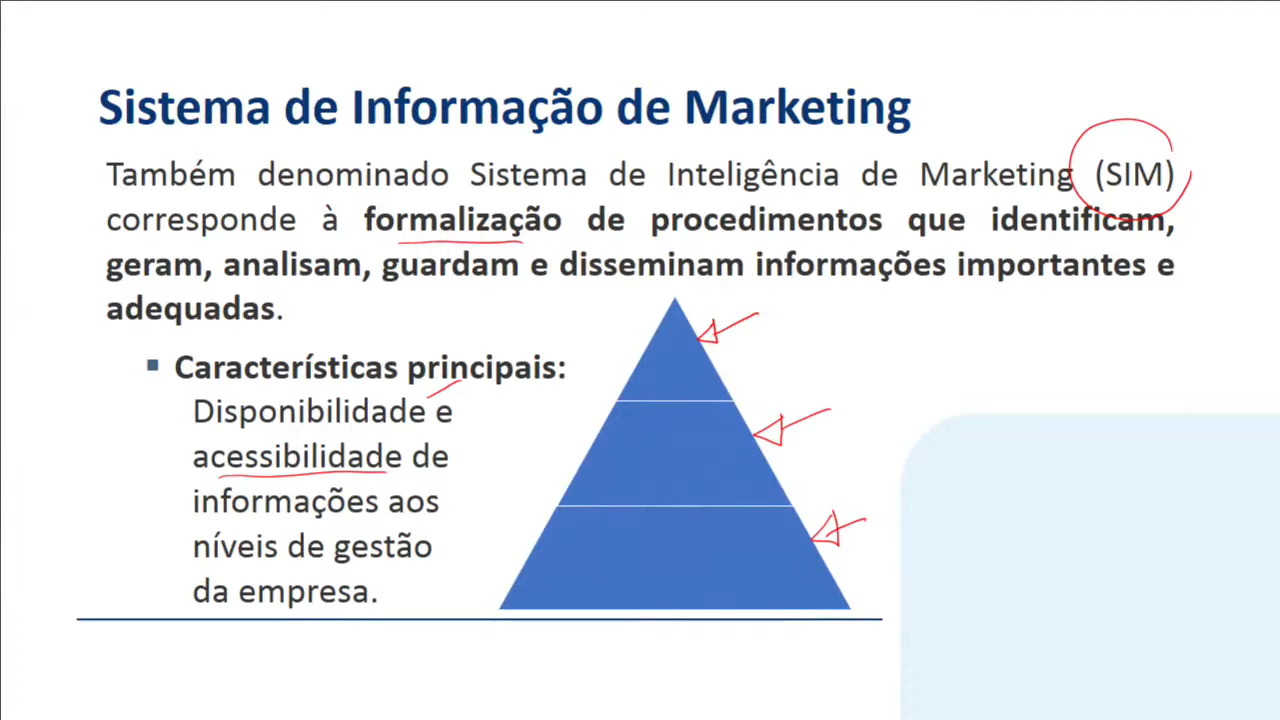 Sistema de Informação de Marketing
Também denominado Sistema de Inteligência de Marketing (SIM)
corresponde à formalização de procedimentos que identificam,
geram, analisam, guardam e disseminam informações importantes e
adequadas.
▪ Características principais:
Disponibilidade e
acessibilidade de
informações aos
níveis de gestão
da empresa.